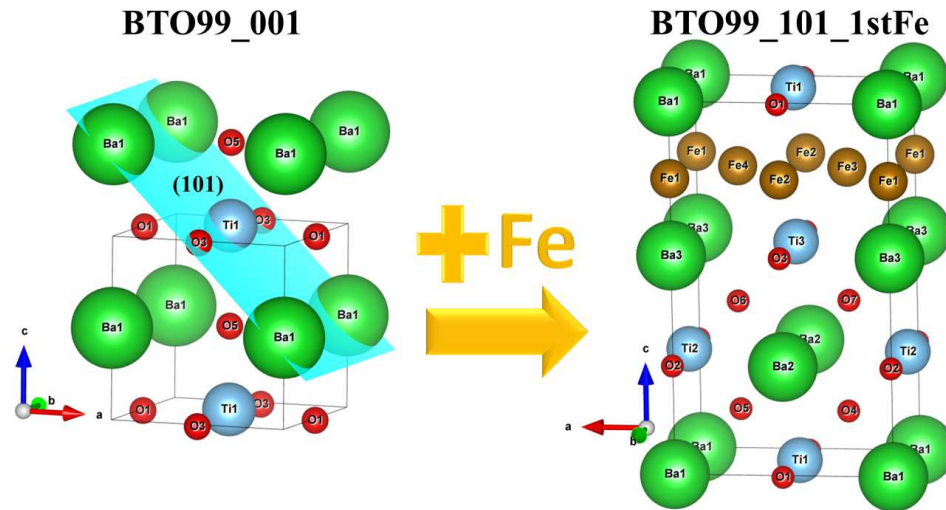 BTO99_001
BTO99_101_1stFe
Ba1
Ba1
Ba1
O5
Ba1
(101)
O1
O3
Ti1
O3
O1
Ba1
Ba1
O5
Ba1
Ba1
O1
O3
Ti1
O3
O1
c
b
a
+Fe
Ba1
Ba1
Ti1
Ba1
O1
Ba1
Fe1
Fe4
Fe2
Fe3
Fe1
Fe1
Fe2
Fe1
Ba3
Ba3
Ti3
Ba3
O3
Ba3
O6
O7
Ti2
Ba2
Ti2
O2
Ba2
O2
O5
O4
c
a
b
Ba1
Ba1
Ti1
Ba1
O1
Ba1